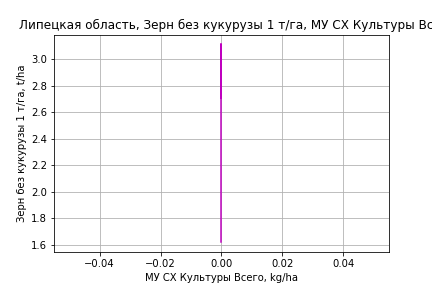 Липецкая область, Зерн без кукурузы 1 т/га, МУ СХ Культуры Вс
3.0
2.8
2.6
2.4
2.2
2.0
1.8
1.6
Зерн без кукурузы 1 т/га, t/ha
−0.04 −0.02 0.00 0.02 0.04
МУ СХ Культуры Всего, kg/ha